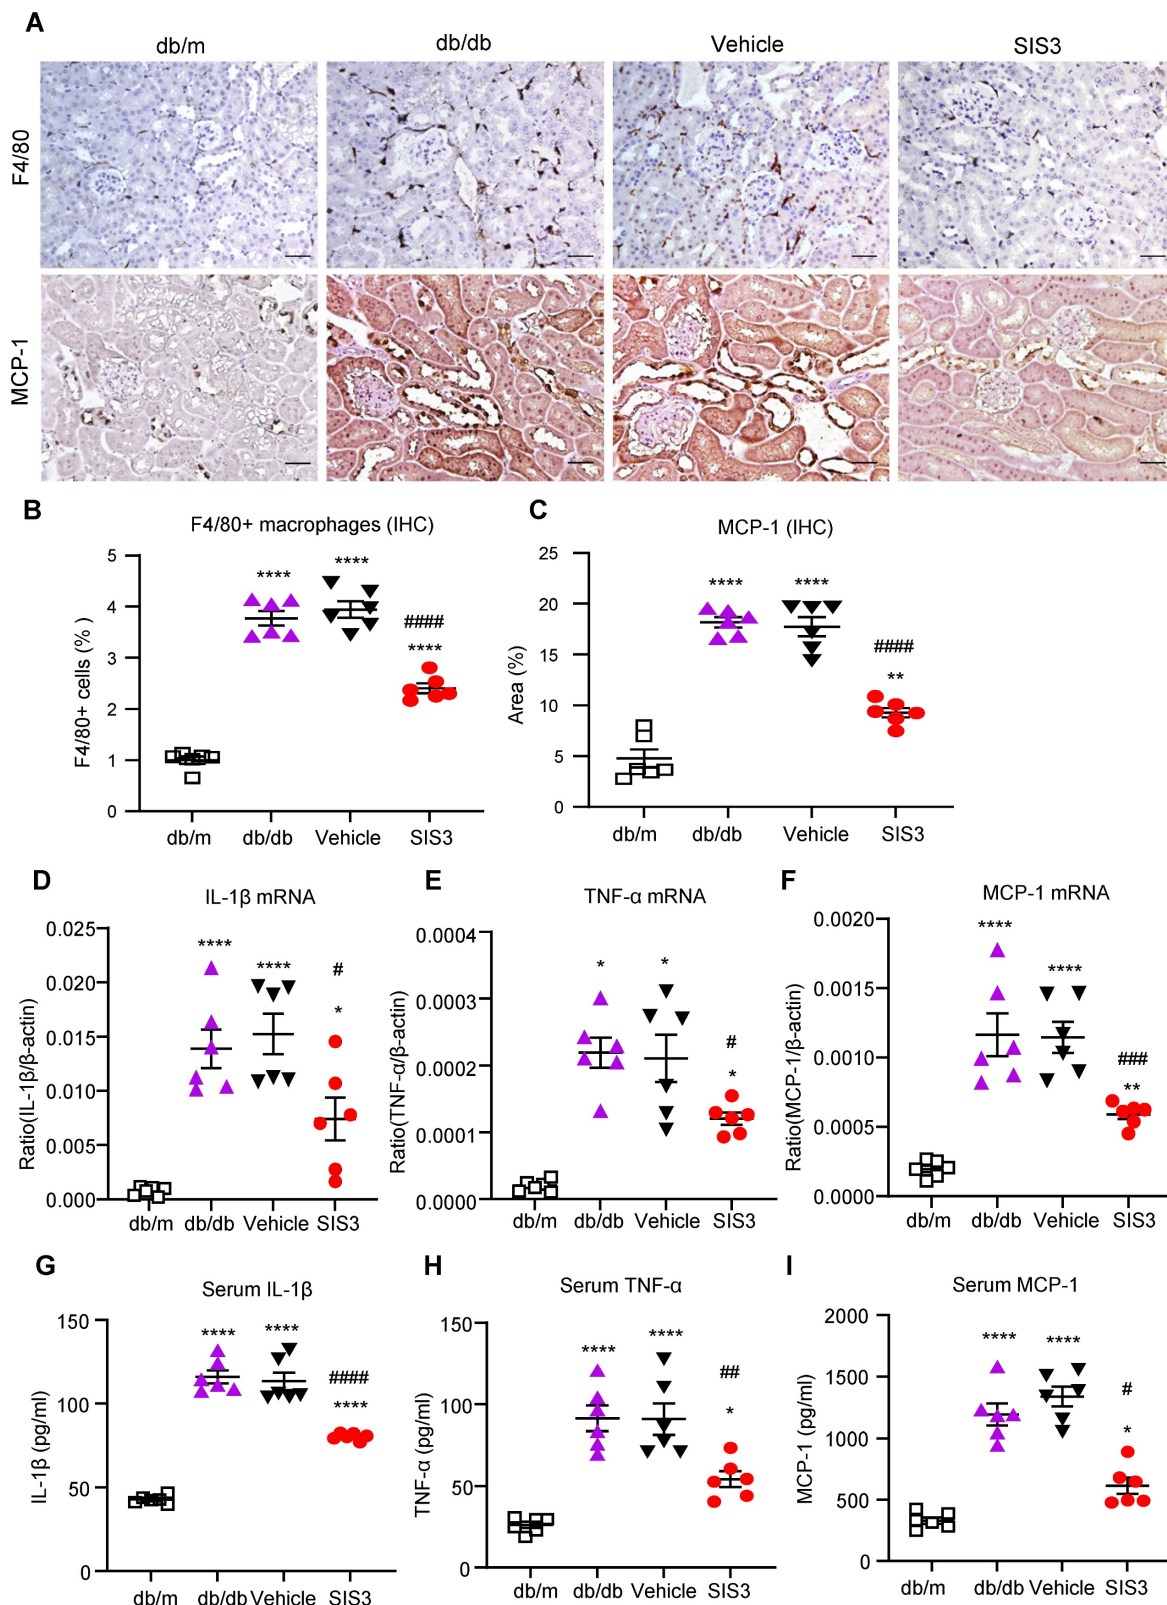 A
db/m db/db Vehicle SIS3
F4/80
MCP-1
B
F4/80+ macrophages (IHC)
F4/80+ cells (%)
5
4
3
2
1
0
**** **** #### ****
db/m db/db Vehicle SIS3
C
MCP-1 (IHC)
Area (%)
25
20
15
10
5
0
**** **** #### **
db/m db/db Vehicle SIS3
D
IL-1β mRNA
Ratio(IL-1β/β-actin)
0.025
0.020
0.015
0.010
0.005
0.000
**** **** # *
db/m db/db Vehicle SIS3
E
TNF-α mRNA
Ratio(TNF-α/β-actin)
0.0004
0.0003
0.0002
0.0001
0.0000
* * # *
db/m db/db Vehicle SIS3
F
MCP-1 mRNA
Ratio(MCP-1/β-actin)
0.0020
0.0015
0.0010
0.0005
0.0000
**** **** ### **
db/m db/db Vehicle SIS3
G
Serum IL-1β
IL-1β (pg/ml)
150
100
50
0
**** **** #### ****
db/m db/db Vehicle SIS3
H
Serum TNF-α
TNF-α (pg/ml)
150
100
50
0
**** **** ## *
db/m db/db Vehicle SIS3
I
Serum MCP-1
MCP-1 (pg/ml)
2000
1500
1000
500
0
**** **** # *
db/m db/db Vehicle SIS3